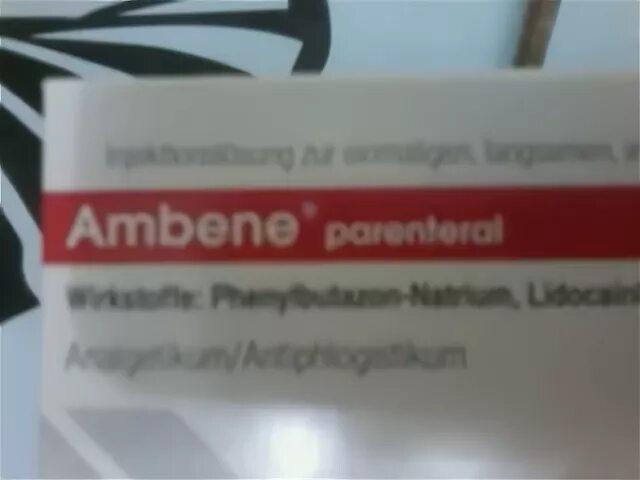 Injektionslösung zur einmaligen, langsamen,
Ambene® parenteral
Wirkstoffe: Phenylbutazon-Natrium, Lidocain
Analgetikum/Antiphlogistikum